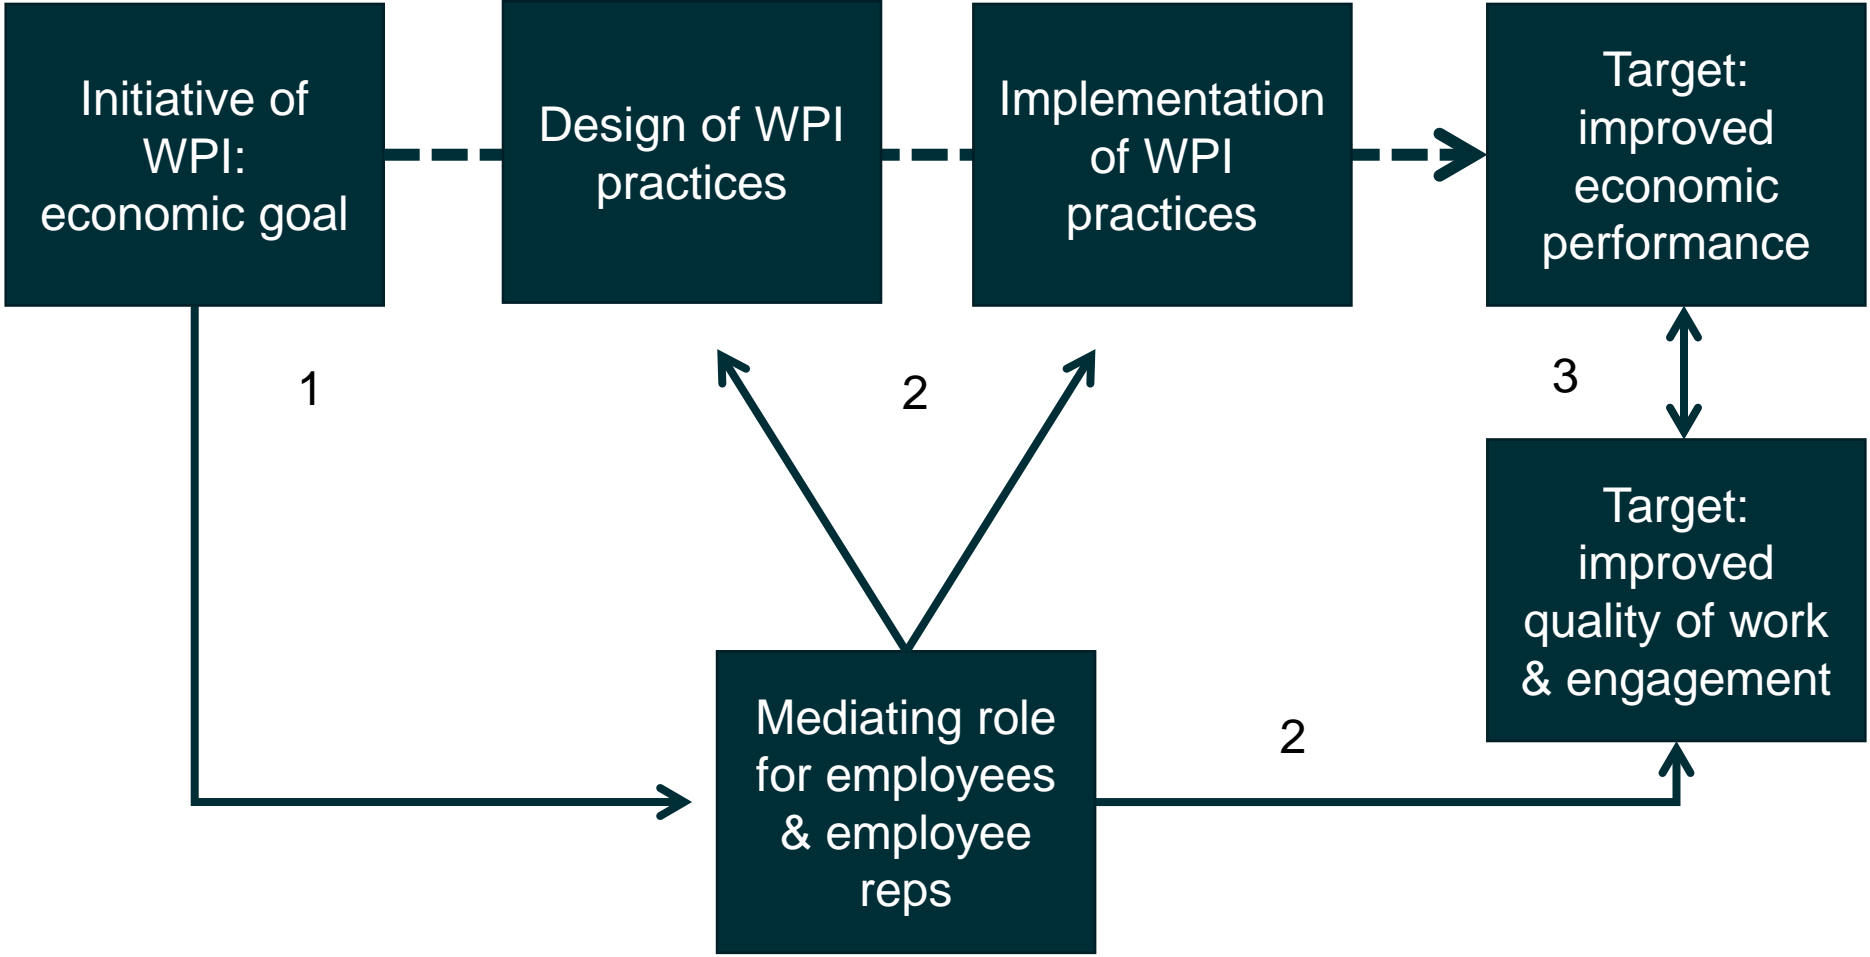 Initiative of
WPI:
economic goal
Design of WPI
practices
Implementation
of WPI
practices
Target:
improved
economic
performance
1
2
3
Target:
improved
quality of work
& engagement
Mediating role
for employees
& employee
reps
2